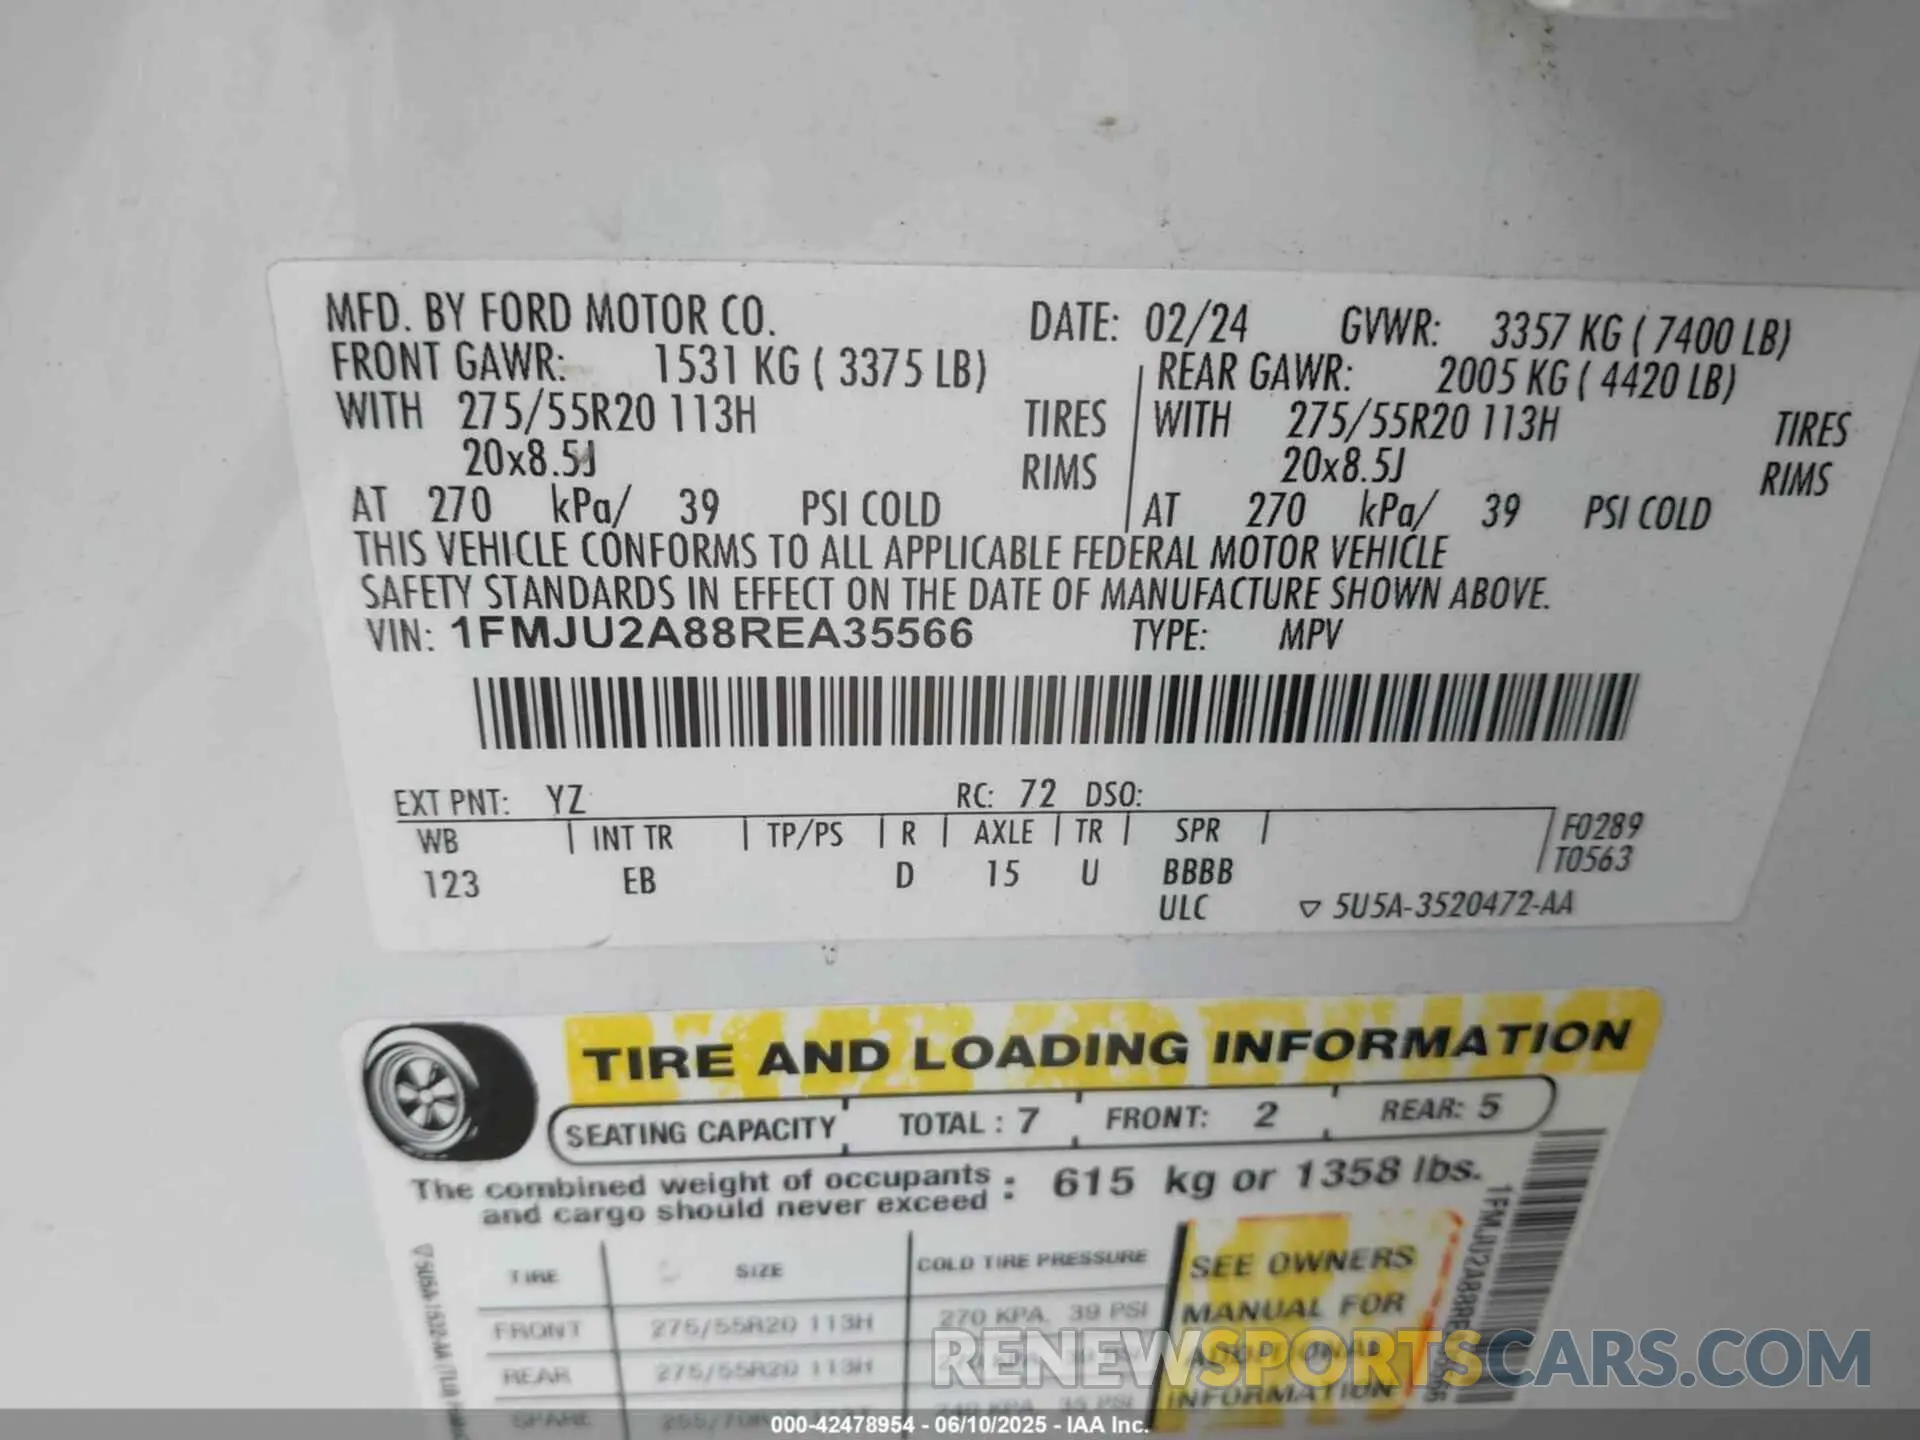 MFD. BY FORD MOTOR CO. DATE: 02/24 GVWR: 3357 KG ( 7400 LB)
FRONT GAWR: 1531 KG ( 3375 LB) REAR GAWR: 2005 KG ( 4420 LB)
WITH 275/55R20 113H TIRES WITH 275/55R20 113H TIRES
20x8.5J RIMS 20x8.5J RIMS
AT 270 kPa/ 39 PSI COLD AT 270 kPa/ 39 PSI COLD
THIS VEHICLE CONFORMS TO ALL APPLICABLE FEDERAL MOTOR VEHICLE
SAFETY STANDARDS IN EFFECT ON THE DATE OF MANUFACTURE SHOWN ABOVE.
VIN: 1FMJU2A88REA35566 TYPE: MPV
EXT PNT: YZ RC: 72 DSO:
WB INT TR TP/PS R AXLE TR SPR F0289
T0563
123 EB D 15 U BBBB
ULC ▽ 5U5A-3520472-AA
TIRE AND LOADING INFORMATION
SEATING CAPACITY TOTAL : 7 FRONT: 2 REAR: 5
The combined weight of occupants
and cargo should never exceed : 615 kg or 1358 lbs.
TIRE SIZE COLD TIRE PRESSURE
FRONT 275/55R20 113H 270 KPA, 39 PSI
REAR 275/55R20 113H
SPARE
SEE OWNERS
MANUAL FOR
ADDITIONAL
INFORMATION
RENEWSPORTSCARS.COM
000-42478954 - 06/10/2025 - IAA Inc.